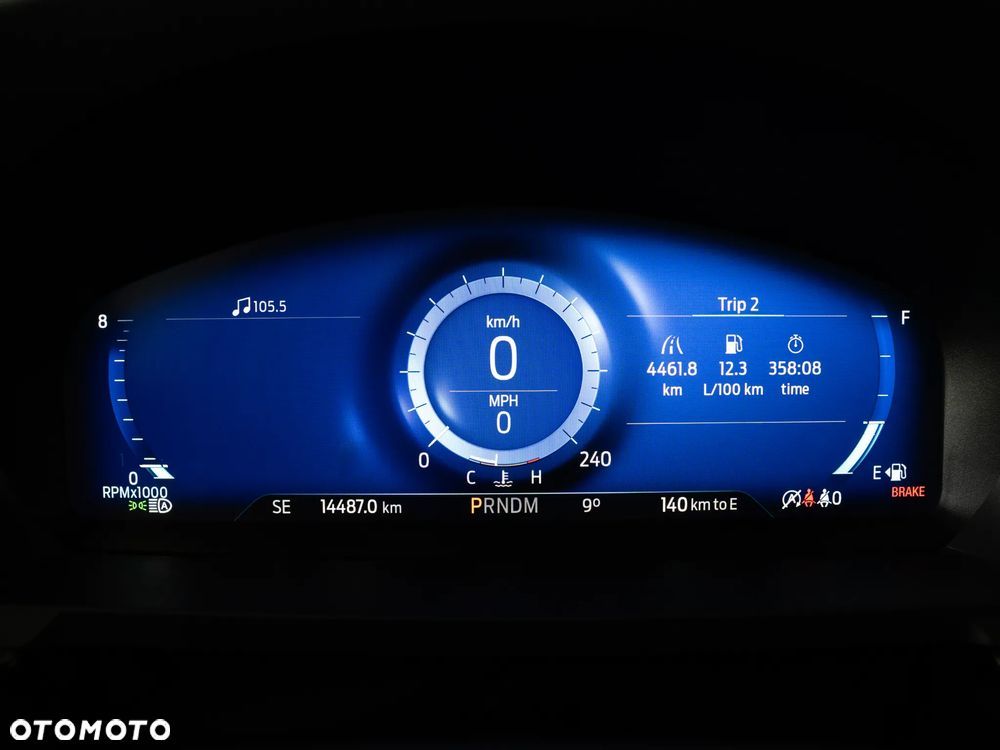 105.5
8
0
RPMx1000
A
km/h
0
MPH
0
0
240
C
H
Trip 2
4461.8 12.3 358:08
km L/100 km time
F
E
BRAKE
SE 14487.0 km PRNDM 9° 140 km to E
A
0
OTOMOTO